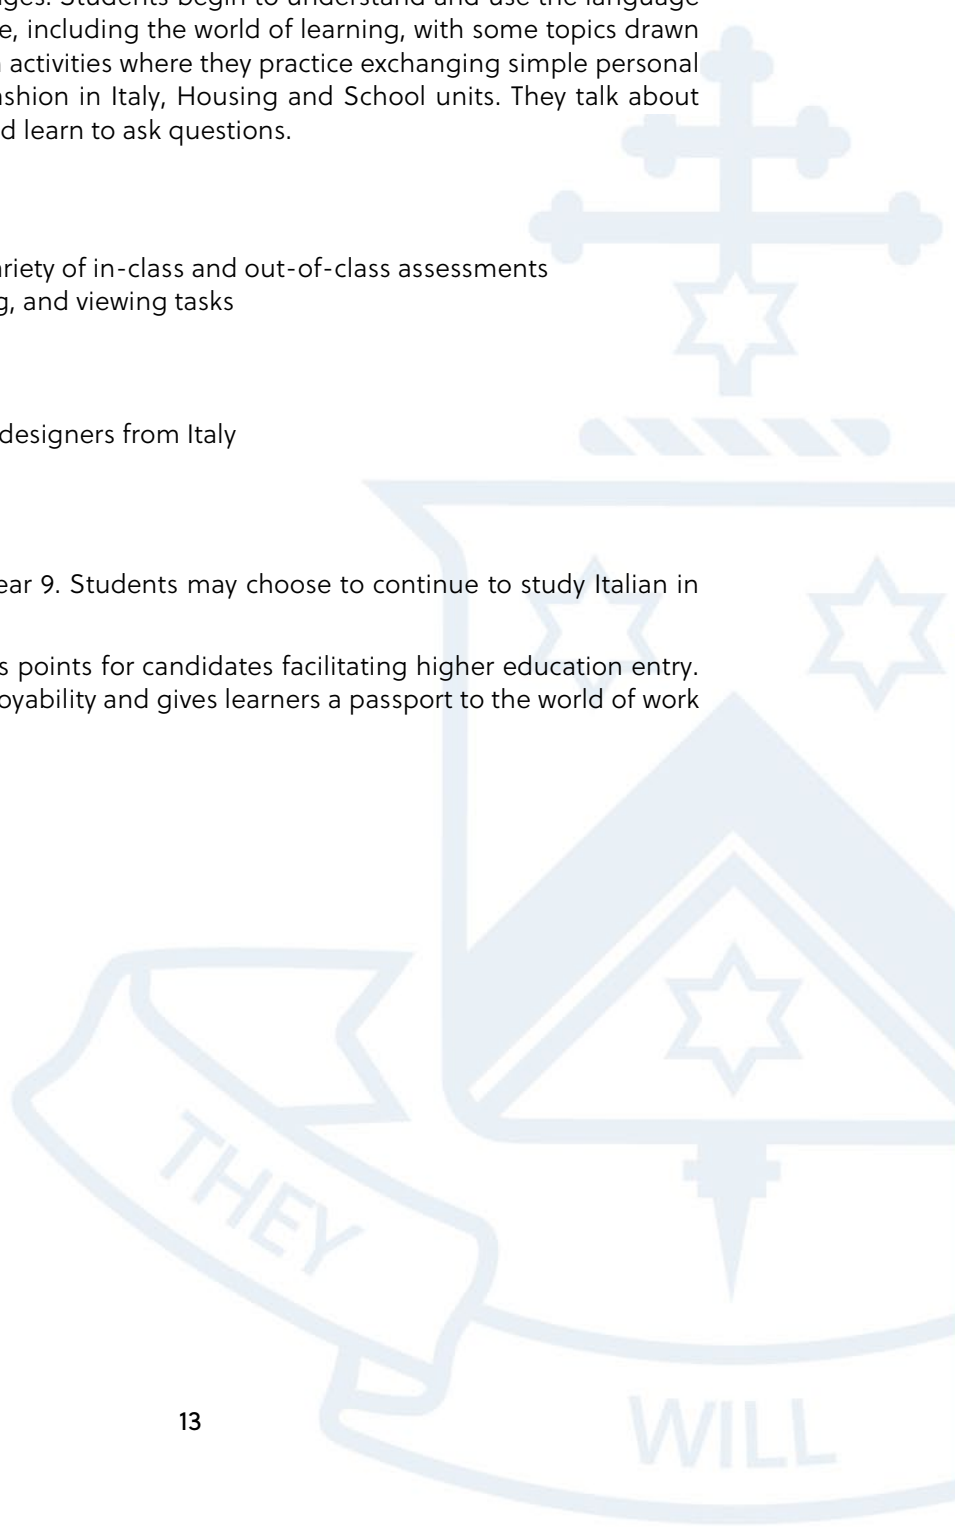 ges. Students begin to understand and use the language
e, including the world of learning, with some topics drawn
activities where they practice exchanging simple personal
ashion in Italy, Housing and School units. They talk about
d learn to ask questions.
ariety of in-class and out-of-class assessments
g, and viewing tasks
designers from Italy
ear 9. Students may choose to continue to study Italian in
s points for candidates facilitating higher education entry.
oyability and gives learners a passport to the world of work
THEY
WILL
13